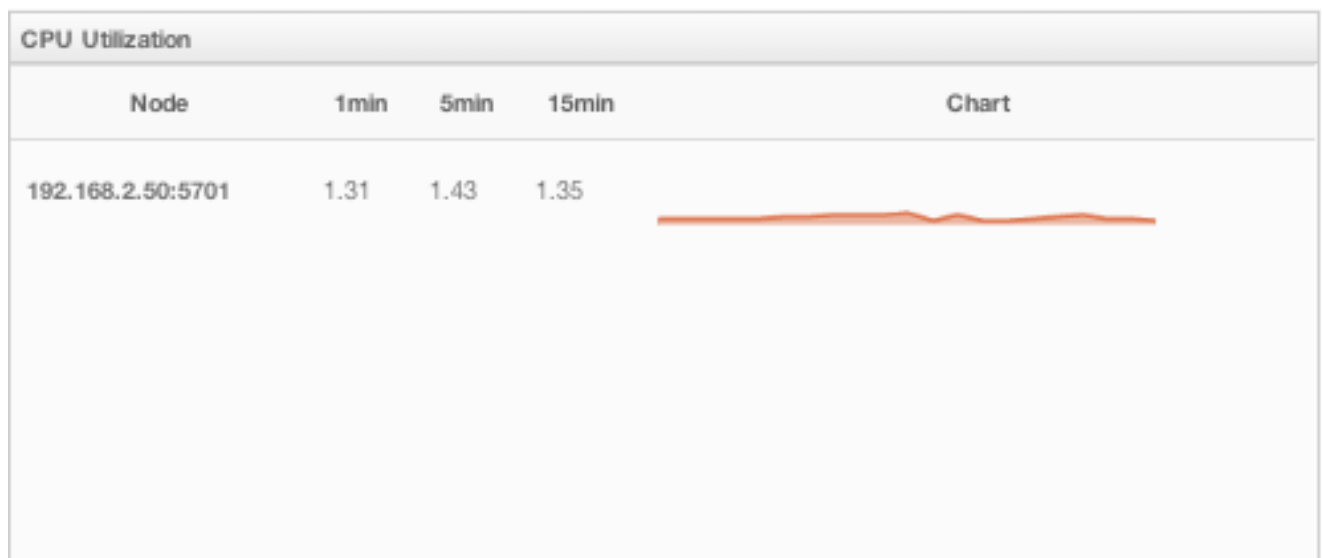 CPU Utilization
Node 1min 5min 15min Chart
192.168.2.50:5701 1.31 1.43 1.35